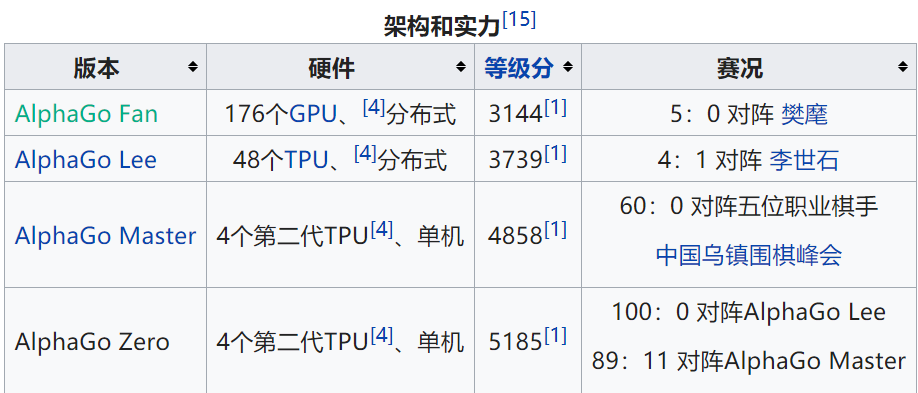 架构和实力[15]
版本 硬件 等级分 赛况
AlphaGo Fan 176个GPU、[4]分布式 3144[1] 5：0 对阵 樊麾
AlphaGo Lee 48个TPU、[4]分布式 3739[1] 4：1 对阵 李世石
AlphaGo Master 4个第二代TPU[4]、单机 4858[1] 60：0 对阵五位职业棋手
中国乌镇围棋峰会
AlphaGo Zero 4个第二代TPU[4]、单机 5185[1] 100：0 对阵AlphaGo Lee
89：11 对阵AlphaGo Master